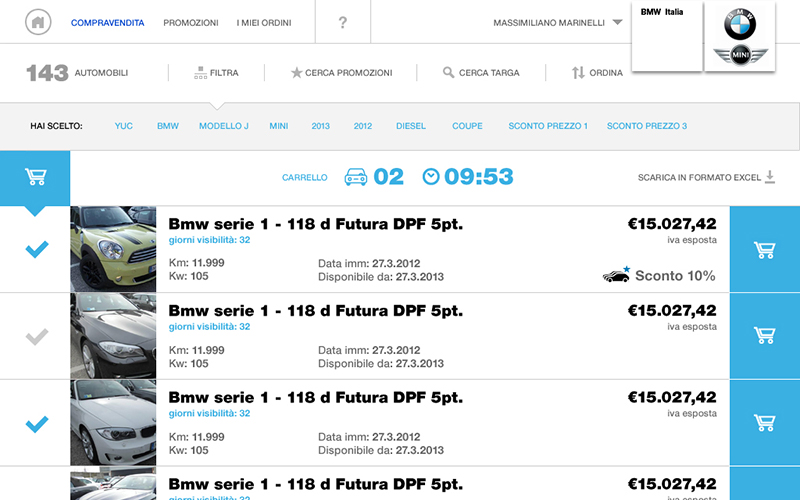 COMPRAVENDITA PROMOZIONI I MIEI ORDINI ? MASSIMILIANO MARINELLI BMW Italia BMW MINI
143 AUTOMOBILI FILTRA CERCA PROMOZIONI CERCA TARGA ORDINA
HAI SCELTO: YUC BMW MODELLO J MINI 2013 2012 DIESEL COUPE SCONTO PREZZO 1 SCONTO PREZZO 3
CARRELLO 02 09:53 SCARICA IN FORMATO EXCEL
Bmw serie 1 - 118 d Futura DPF 5pt. €15.027,42
giorni visibilità: 32 iva esposta
Km: 11.999 Data imm: 27.3.2012
Kw: 105 Disponibile da: 27.3.2013 Sconto 10%
Bmw serie 1 - 118 d Futura DPF 5pt. €15.027,42
giorni visibilità: 32 iva esposta
Km: 11.999 Data imm: 27.3.2012
Kw: 105 Disponibile da: 27.3.2013
Bmw serie 1 - 118 d Futura DPF 5pt. €15.027,42
giorni visibilità: 32 iva esposta
Km: 11.999 Data imm: 27.3.2012
Kw: 105 Disponibile da: 27.3.2013
Bmw serie 1 - 118 d Futura DPF 5pt. €15.027,42
giorni visibilità: 32 iva esposta